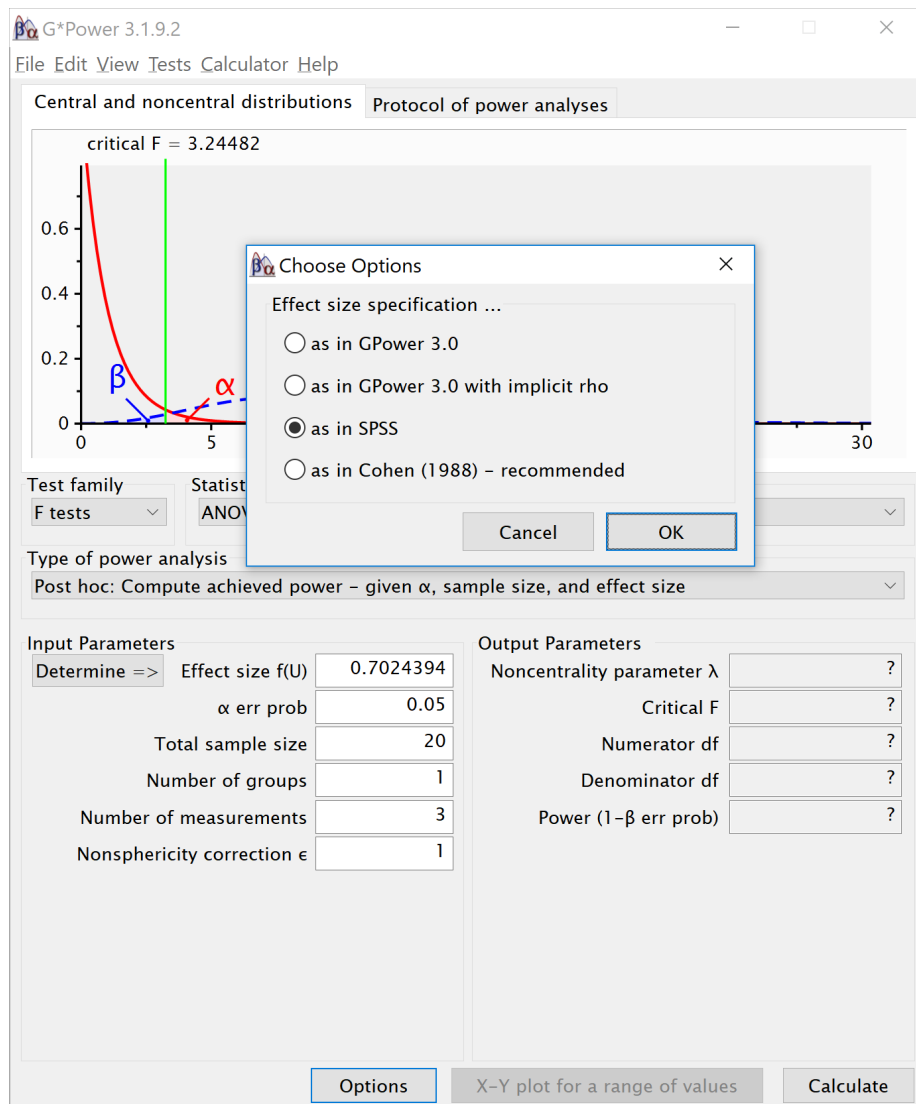 G*Power 3.1.9.2
File Edit View Tests Calculator Help
Central and noncentral distributions
Protocol of power analyses
critical F = 3.24482
0.6
0.4
0.2
0
β
α
0
5
30
Choose Options
Effect size specification ...
as in GPower 3.0
as in GPower 3.0 with implicit rho
as in SPSS
as in Cohen (1988) – recommended
Cancel
OK
Test family
Statist
F tests
ANOV
Type of power analysis
Post hoc: Compute achieved power – given α, sample size, and effect size
Input Parameters
Determine =>
Effect size f(U)
0.7024394
α err prob
0.05
Total sample size
20
Number of groups
1
Number of measurements
3
Nonsphericity correction ϵ
1
Output Parameters
Noncentrality parameter λ
?
Critical F
?
Numerator df
?
Denominator df
?
Power (1–β err prob)
?
Options
X–Y plot for a range of values
Calculate